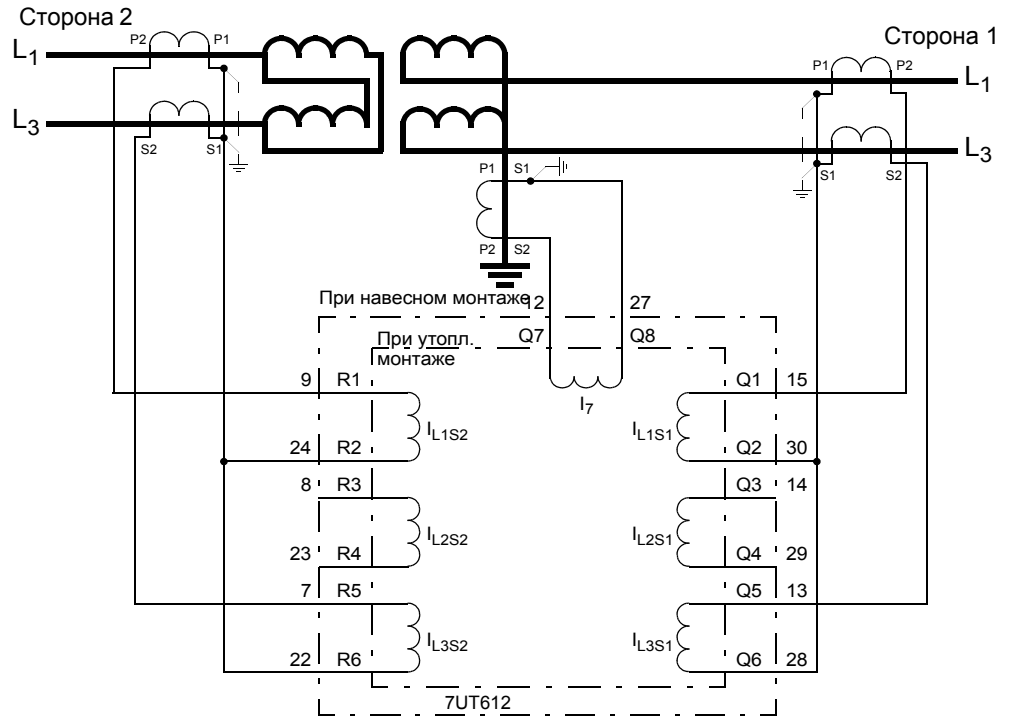 Сторона 2
Сторона 1
P2 P1
L1
P1 P2
L1
L3
S2 S1
L3
S1 S2
P1 S1
P2 S2
При навесном монтаже 12 27
При утопл. монтаже
Q7 Q8
I7
9 R1
IL1S2
24 R2
8 R3
IL2S2
23 R4
7 R5
IL3S2
22 R6
Q1 15
IL1S1
Q2 30
Q3 14
IL2S1
Q4 29
Q5 13
IL3S1
Q6 28
7UT612